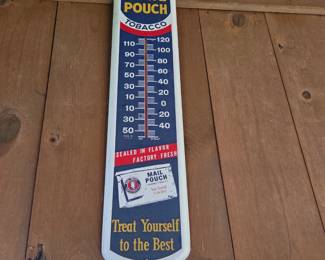 POUCH
TOBACCO
120
110
100
90
80
70
60
50
40
30
20
10
0
10
20
30
40
50
SEALED IN FLAVOR
FACTORY FRESH
MAIL
POUCH
Treat Yourself
to the Best